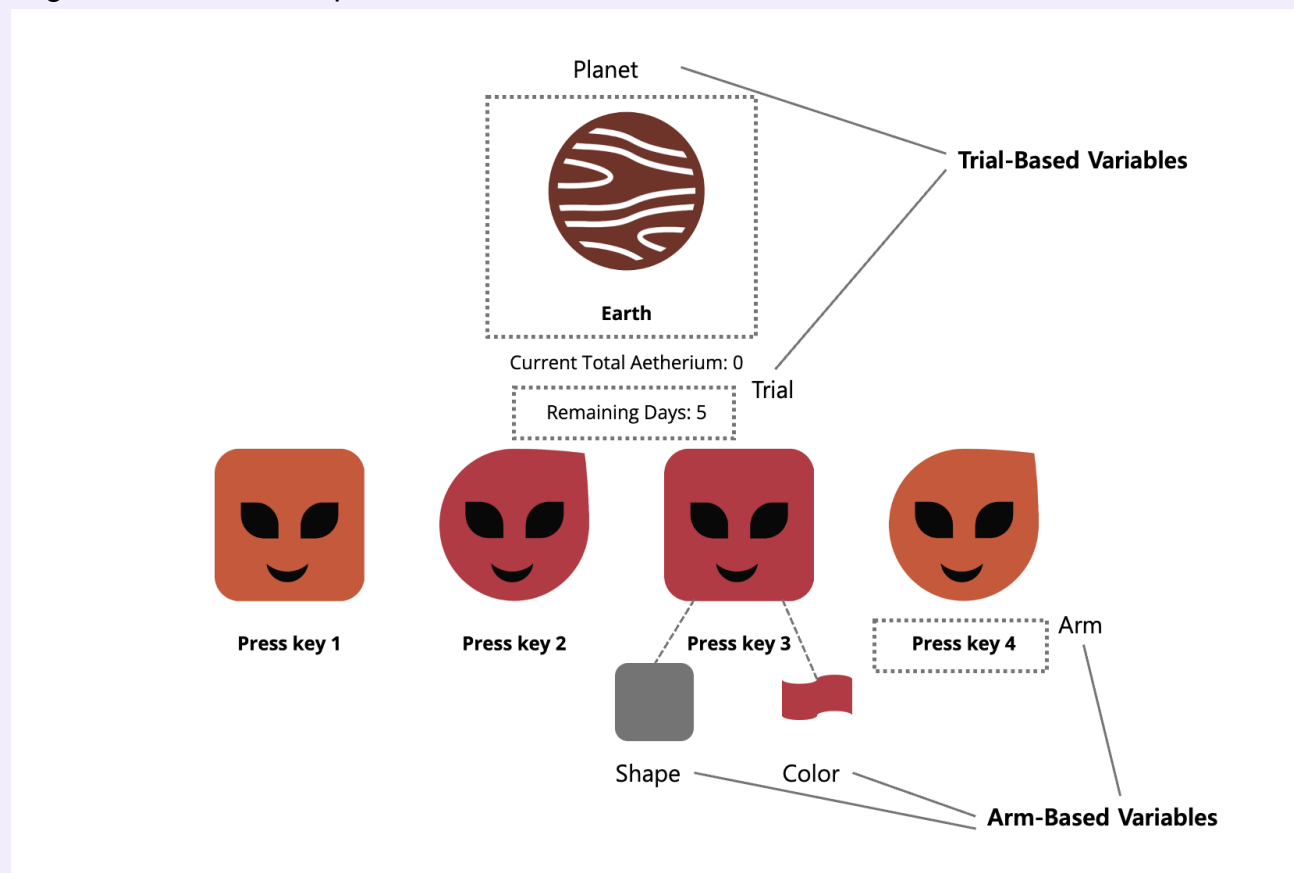 Planet
Trial-Based Variables
Earth
Current Total Aetherium: 0
Trial
Remaining Days: 5
Press key 1
Press key 2
Press key 3
Press key 4
Arm
Shape
Color
Arm-Based Variables